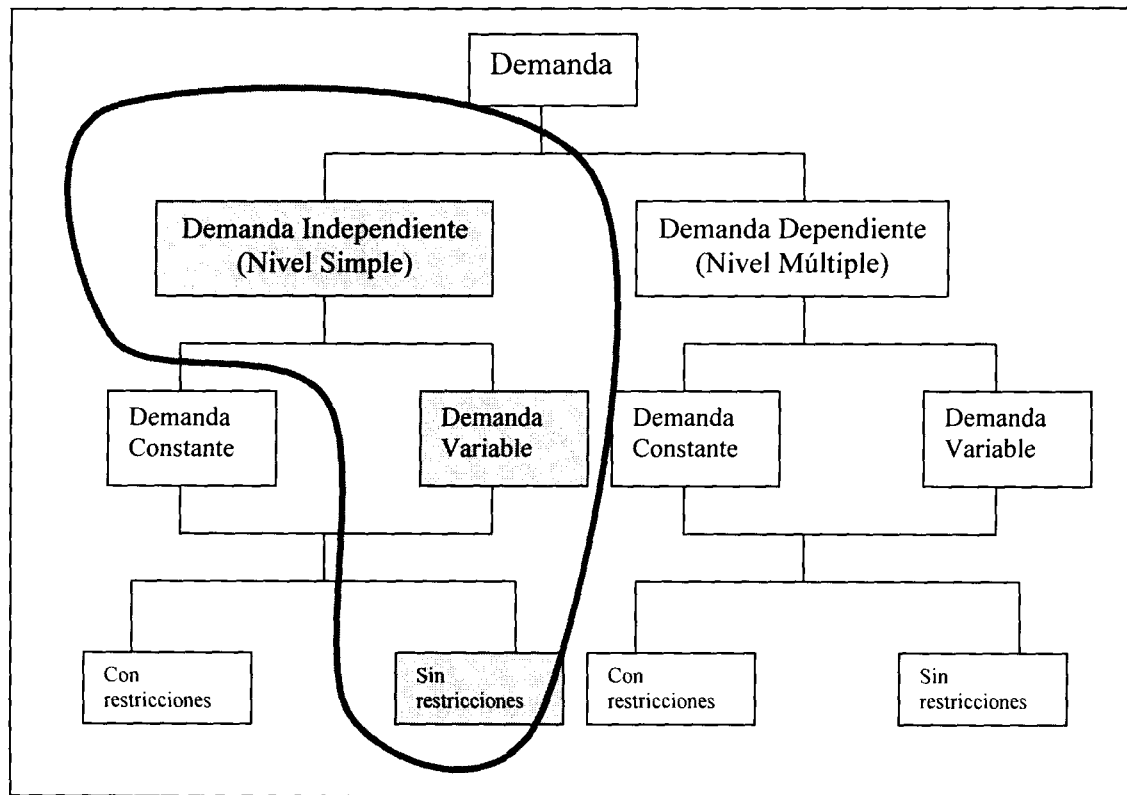 Demanda
Demanda Independiente
(Nivel Simple)
Demanda Dependiente
(Nivel Múltiple)
Demanda
Constante
Demanda
Variable
Demanda
Constante
Demanda
Variable
Con
restricciones
Sin
restricciones
Con
restricciones
Sin
restricciones